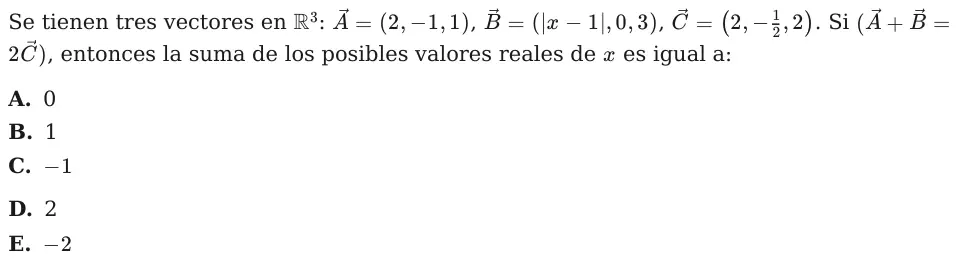 Se tienen tres vectores en ℝ³: A⃗ = (2, −1, 1), B⃗ = (|x − 1|, 0, 3), C⃗ = (2, −½, 2). Si (A⃗ + B⃗ =
2C⃗), entonces la suma de los posibles valores reales de x es igual a:
A. 0
B. 1
C. −1
D. 2
E. −2